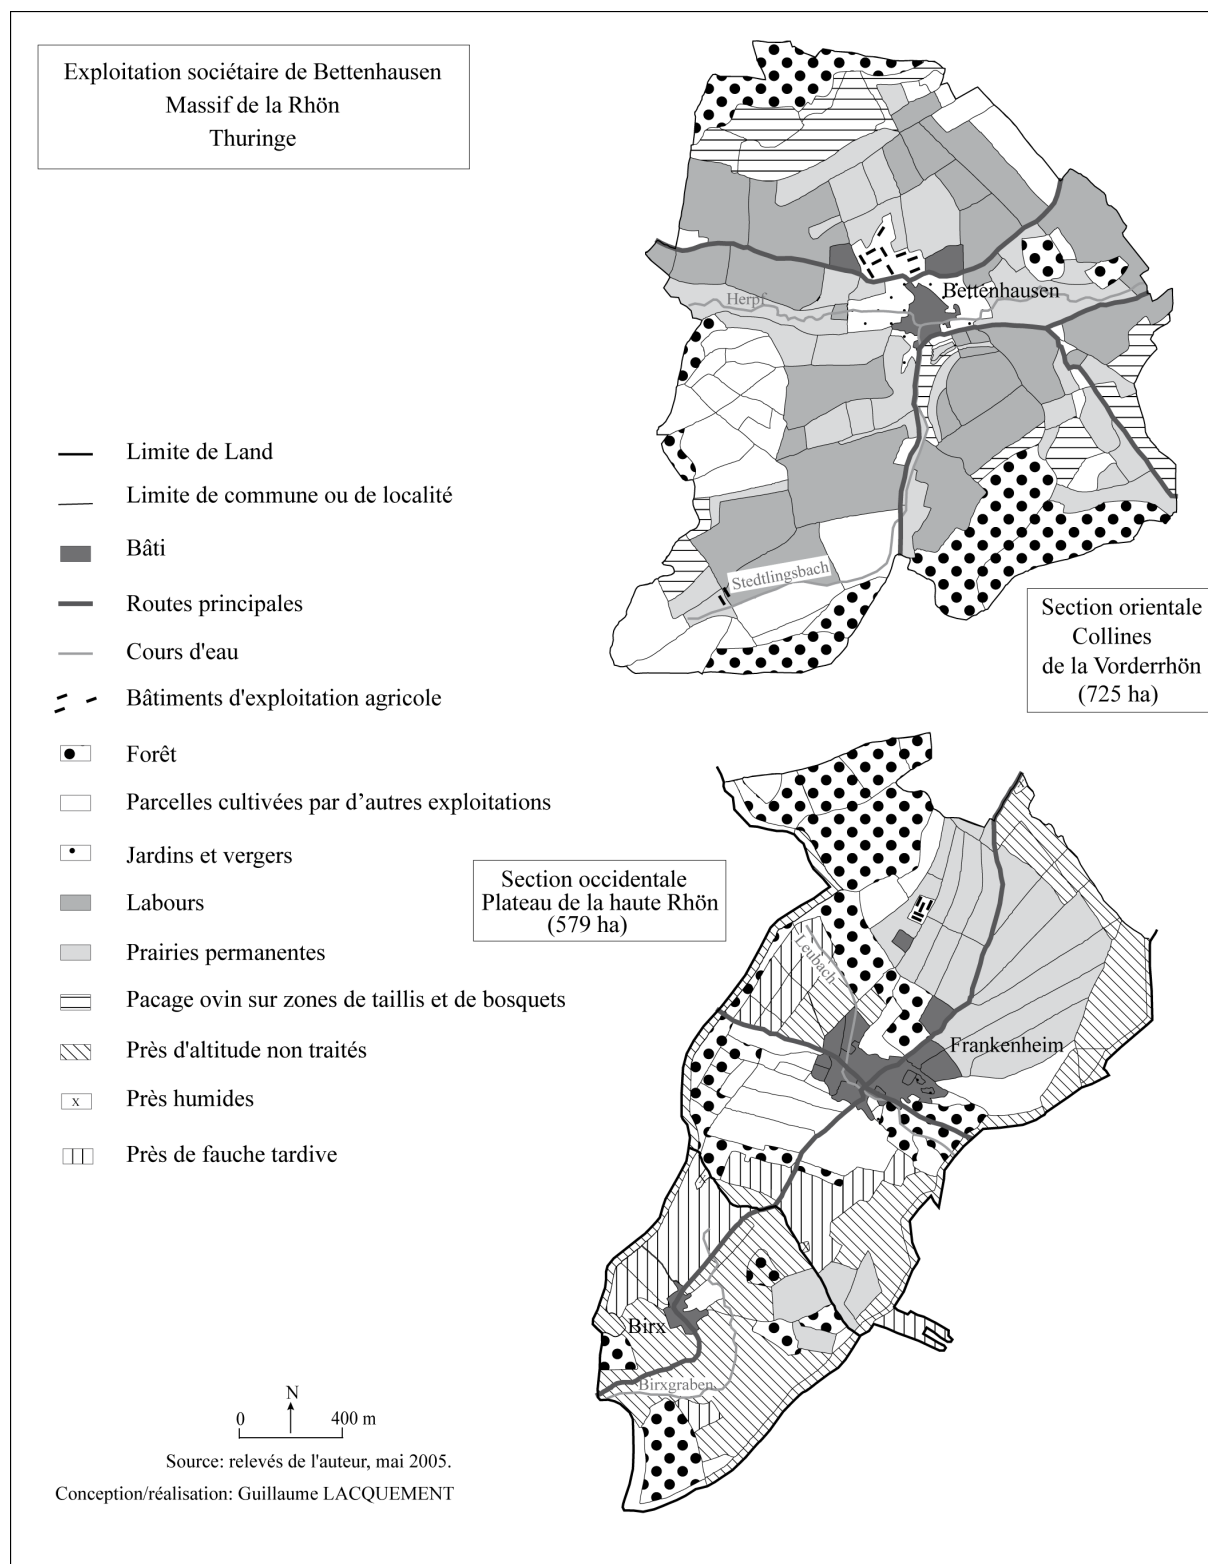 Exploitation sociétaire de Bettenhausen
Massif de la Rhön
Thuringe
Herpf
Bettenhausen
Stedtlingsbach
Section orientale
Collines
de la Vorderrhön
(725 ha)
Limite de Land
Limite de commune ou de localité
Bâti
Routes principales
Cours d'eau
Bâtiments d'exploitation agricole
Forêt
Parcelles cultivées par d’autres exploitations
Jardins et vergers
Labours
Prairies permanentes
Pacage ovin sur zones de taillis et de bosquets
Près d'altitude non traités
x
Près humides
Près de fauche tardive
Section occidentale
Plateau de la haute Rhön
(579 ha)
Leubach
Frankenheim
Birx
Birxgraben
N
0 400 m
Source: relevés de l'auteur, mai 2005.
Conception/réalisation: Guillaume LACQUEMENT